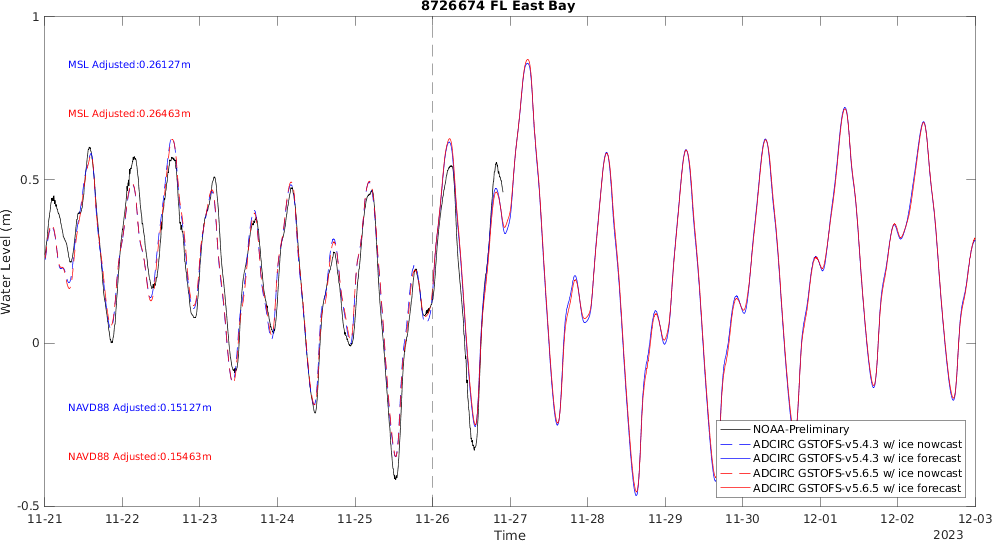 8726674 FL East Bay
1
0.5
0
-0.5
Water Level (m)
MSL Adjusted:0.26127m
MSL Adjusted:0.26463m
NAVD88 Adjusted:0.15127m
NAVD88 Adjusted:0.15463m
NOAA-Preliminary
ADCIRC GSTOFS-v5.4.3 w/ ice nowcast
ADCIRC GSTOFS-v5.4.3 w/ ice forecast
ADCIRC GSTOFS-v5.6.5 w/ ice nowcast
ADCIRC GSTOFS-v5.6.5 w/ ice forecast
11-21 11-22 11-23 11-24 11-25 11-26 11-27 11-28 11-29 11-30 12-01 12-02 12-03
Time
2023